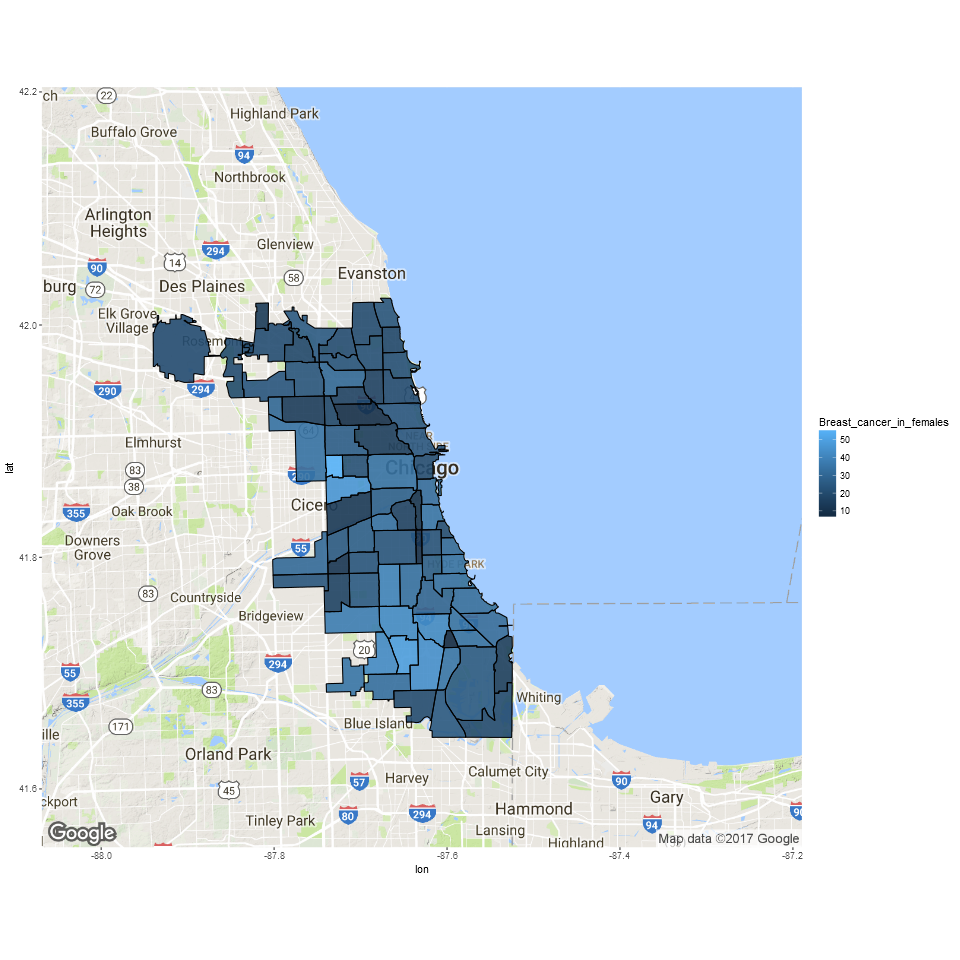 42.2
ch
22
Highland Park
Buffalo Grove
94
Northbrook
Arlington
Heights
294
Glenview
14
90
58
Evanston
burg
72
Des Plaines
42.0
Elk Grove
Village
Rosemont
290
294
Elmhurst
83
38
Chicago
Cicero
355
Oak Brook
Downers
Grove
55
41.8
HYDE PARK
83
Countryside
Bridgeview
20
294
55
83
355
171
ille
Blue Island
Whiting
Orland Park
45
57
Harvey
Calumet City
90
Gary
41.6
ckport
Tinley Park
80
294
Hammond
Lansing
94
Highland
Google
Map data ©2017 Google
-88.0
-87.8
-87.6
-87.4
-87.2
lon
lat
Breast_cancer_in_females
50
40
30
20
10